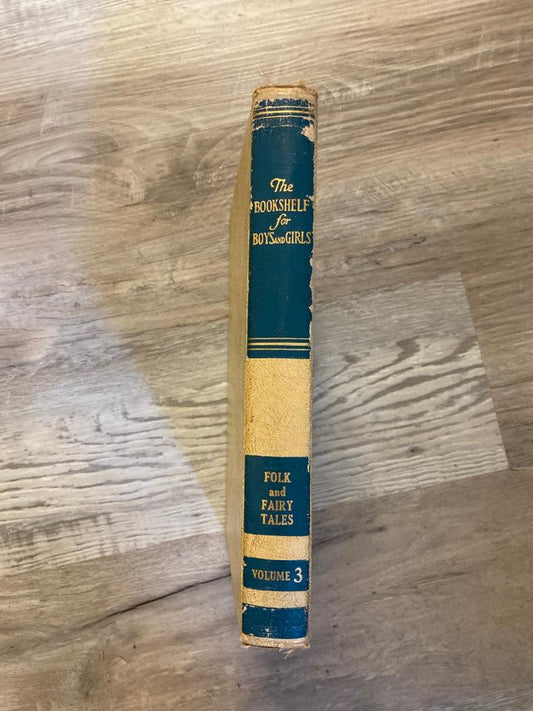 The
BOOKSHELF
for
BOYS AND GIRLS
FOLK
and
FAIRY
TALES
VOLUME 3